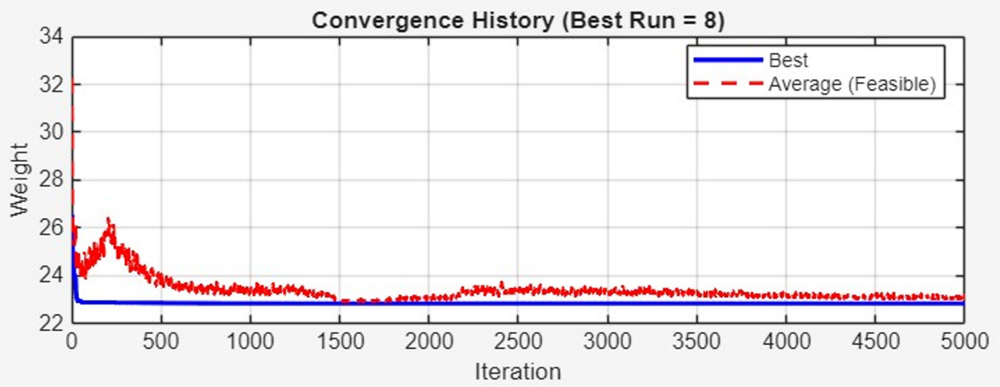 Convergence History (Best Run = 8)
34
32
30
28
26
24
22
Weight
Best
Average (Feasible)
0 500 1000 1500 2000 2500 3000 3500 4000 4500 5000
Iteration